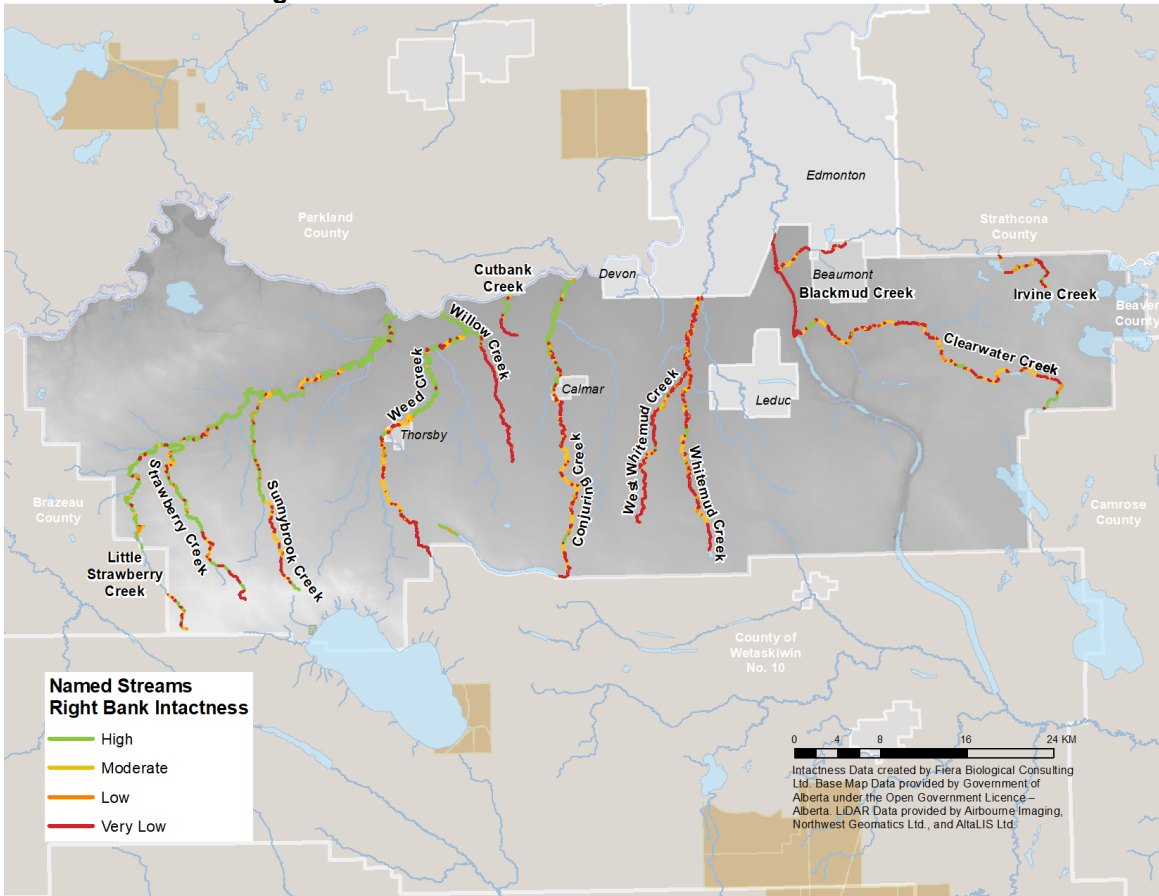 Edmonton
Parkland
County
Strathcona
County
Cutbank
Creek
Devon
Beaumont
Blackmud Creek
Irvine Creek
Beaver
County
Willow Creek
Clearwater Creek
Weed Creek
Calmar
Leduc
Thorsby
West Whitemud Creek
Whitemud Creek
Conjuring Creek
Strawberry Creek
Sunnybrook Creek
Brazeau
County
Camrose
County
Little
Strawberry
Creek
County of
Wetaskiwin
No. 10
Named Streams
Right Bank Intactness
High
Moderate
Low
Very Low
0 4 8 16 24 KM
Intactness Data created by Fiera Biological Consulting
Ltd. Base Map Data provided by Government of
Alberta under the Open Government Licence –
Alberta. LiDAR Data provided by Airbourne Imaging,
Northwest Geomatics Ltd., and AltaLIS Ltd.